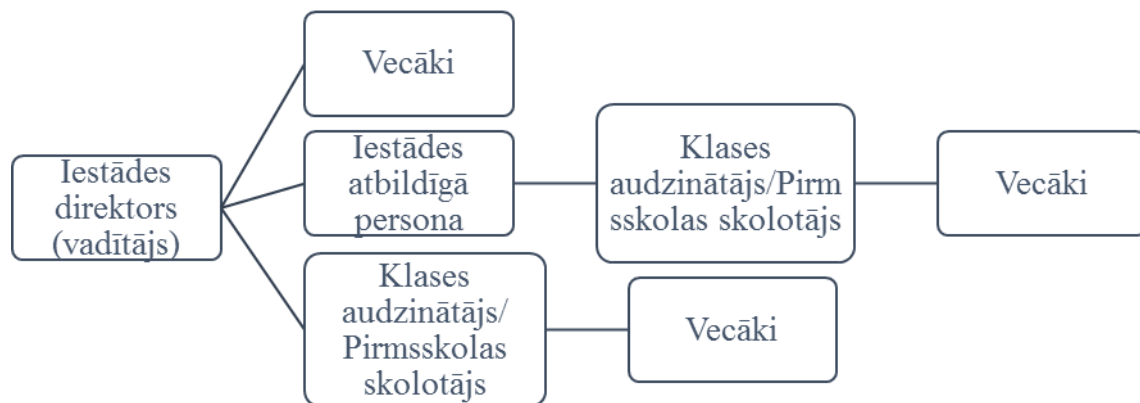 Iestādes
direktors
(vadītājs)
Vecāki
Iestādes
atbildīgā
persona
Klases
audzinātājs/Pirm
sskolas skolotājs
Vecāki
Klases
audzinātājs/
Pirmsskolas
skolotājs
Vecāki